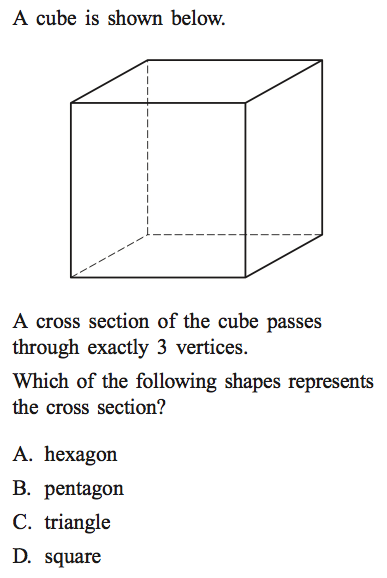 A cube is shown below.
A cross section of the cube passes
through exactly 3 vertices.
Which of the following shapes represents
the cross section?
A. hexagon
B. pentagon
C. triangle
D. square